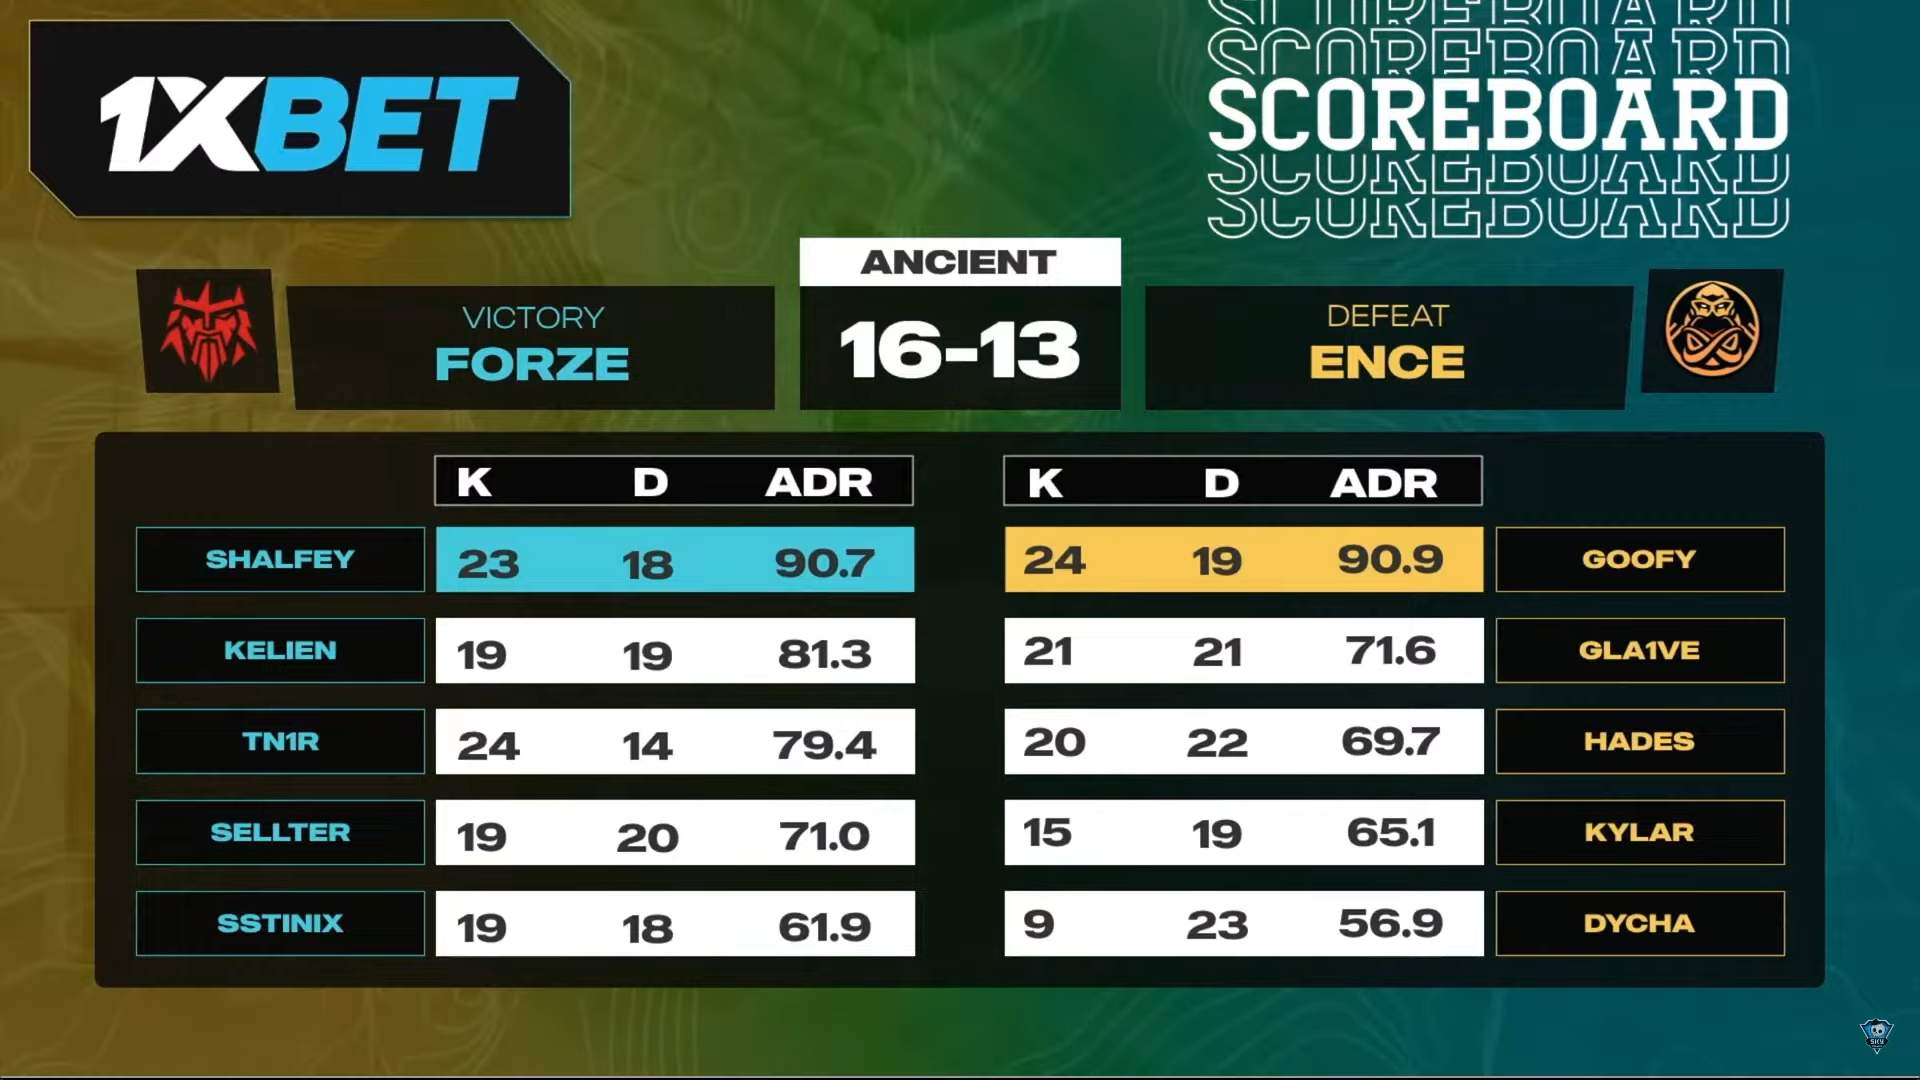 SCOREBOARD
SCOREBOARD
1XBET
SCOREBOARD
SCOREBOARD
SCOREBOARD
ANCIENT
VICTORY
FORZE
16-13
DEFEAT
ENCE
K D ADR K D ADR
SHALFEY 23 18 90.7 24 19 90.9 GOOFY
KELIEN 19 19 81.3 21 21 71.6 GLA1VE
TN1R 24 14 79.4 20 22 69.7 HADES
SELLTER 19 20 71.0 15 19 65.1 KYLAR
SSTINIX 19 18 61.9 9 23 56.9 DYCHA
SKY